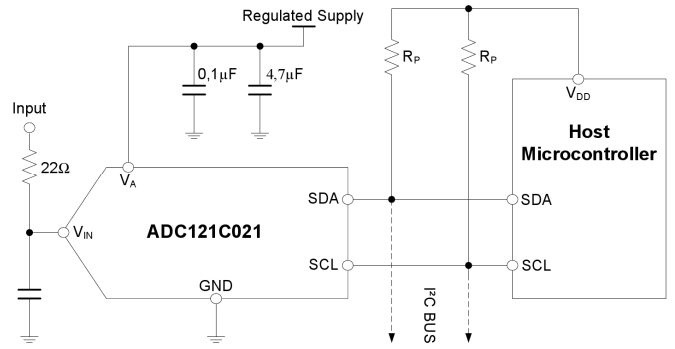 Regulated Supply
R_P
R_P
0,1µF
4,7µF
V_DD
Input
Host
Microcontroller
22Ω
V_A
SDA
SDA
V_IN
ADC121C021
SCL
SCL
GND
I²C BUS